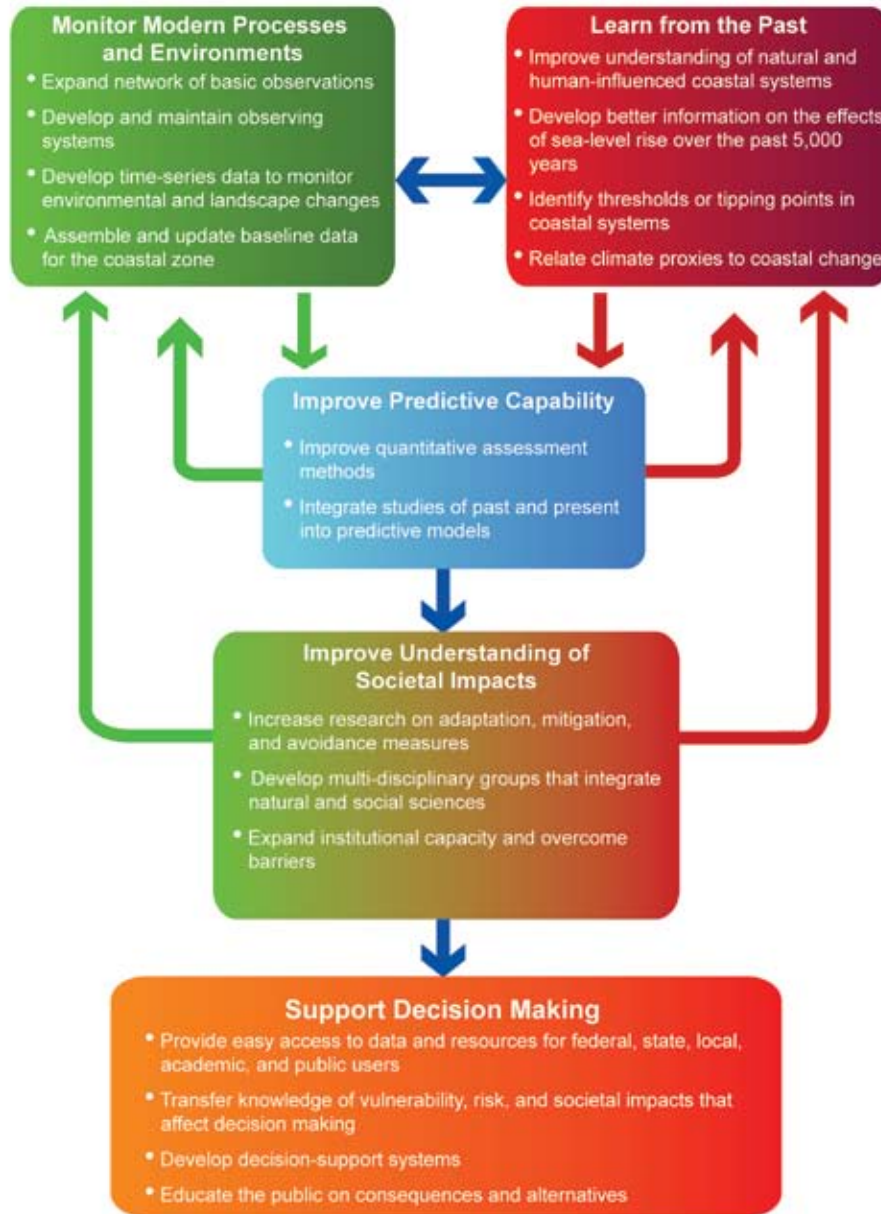 Monitor Modern Processes
and Environments
• Expand network of basic observations
• Develop and maintain observing
systems
• Develop time-series data to monitor
environmental and landscape changes
• Assemble and update baseline data
for the coastal zone
Learn from the Past
• Improve understanding of natural and
human-influenced coastal systems
• Develop better information on the effects
of sea-level rise over the past 5,000
years
• Identify thresholds or tipping points in
coastal systems
• Relate climate proxies to coastal change
Improve Predictive Capability
• Improve quantitative assessment
methods
• Integrate studies of past and present
into predictive models
Improve Understanding of
Societal Impacts
• Increase research on adaptation, mitigation,
and avoidance measures
• Develop multi-disciplinary groups that integrate
natural and social sciences
• Expand institutional capacity and overcome
barriers
Support Decision Making
• Provide easy access to data and resources for federal, state, local,
academic, and public users
• Transfer knowledge of vulnerability, risk, and societal impacts that
affect decision making
• Develop decision-support systems
• Educate the public on consequences and alternatives